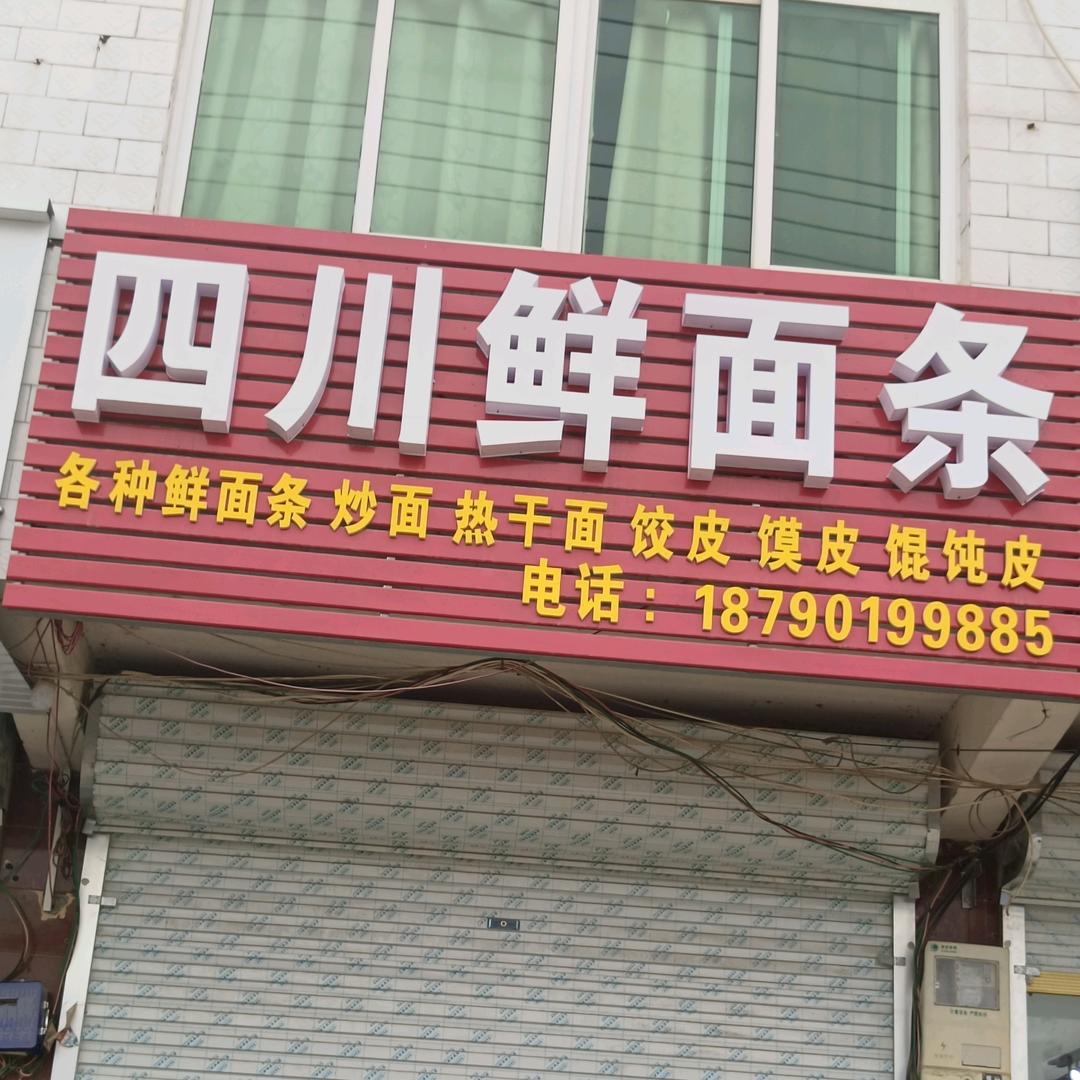 四川鲜面条
各种鲜面条 炒面 热干面 饺皮 馍皮 馄饨皮
电话：18790199885